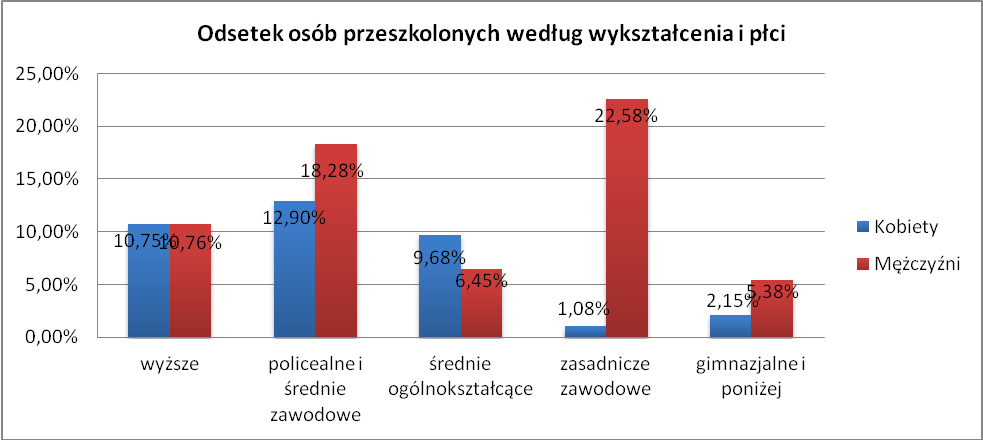 Odsetek osób przeszkolonych według wykształcenia i płci
25,00%
20,00%
15,00%
10,00%
5,00%
0,00%
10,75%
10,76%
12,90%
18,28%
9,68%
6,45%
1,08%
22,58%
2,15%
5,38%
wyższe
policealne i
średnie
zawodowe
średnie
ogólnokształcące
zasadnicze
zawodowe
gimnazjalne i
poniżej
Kobiety
Mężczyźni